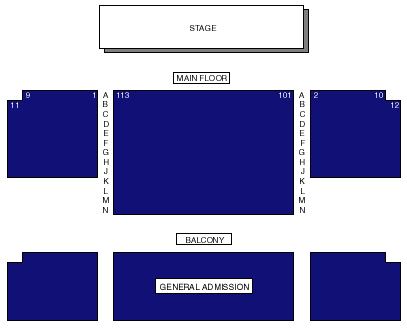 STAGE
MAIN FLOOR
9 1 A 113 101 A 2 10
11 B B 12
C C
D D
E E
F F
G G
H H
J J
K K
L L
M M
N N
BALCONY
GENERAL ADMISSION